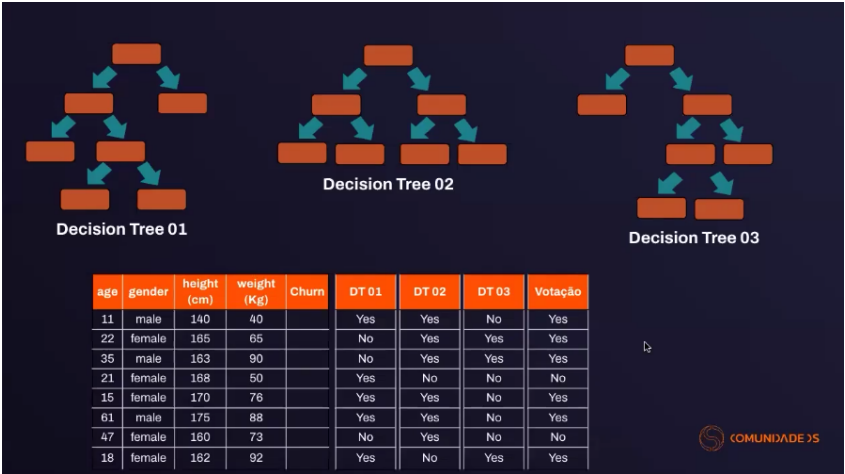 Decision Tree 01
Decision Tree 02
Decision Tree 03
age gender height (cm) weight (Kg) Churn DT 01 DT 02 DT 03 Votação
11 male 140 40 Yes Yes No Yes
22 female 165 65 No Yes Yes Yes
35 male 163 90 No Yes Yes Yes
21 female 168 50 Yes No No No
15 female 170 76 Yes Yes No Yes
61 male 175 88 Yes Yes No Yes
47 female 160 73 No Yes No No
18 female 162 92 Yes No Yes Yes
COMUNIDADE DS